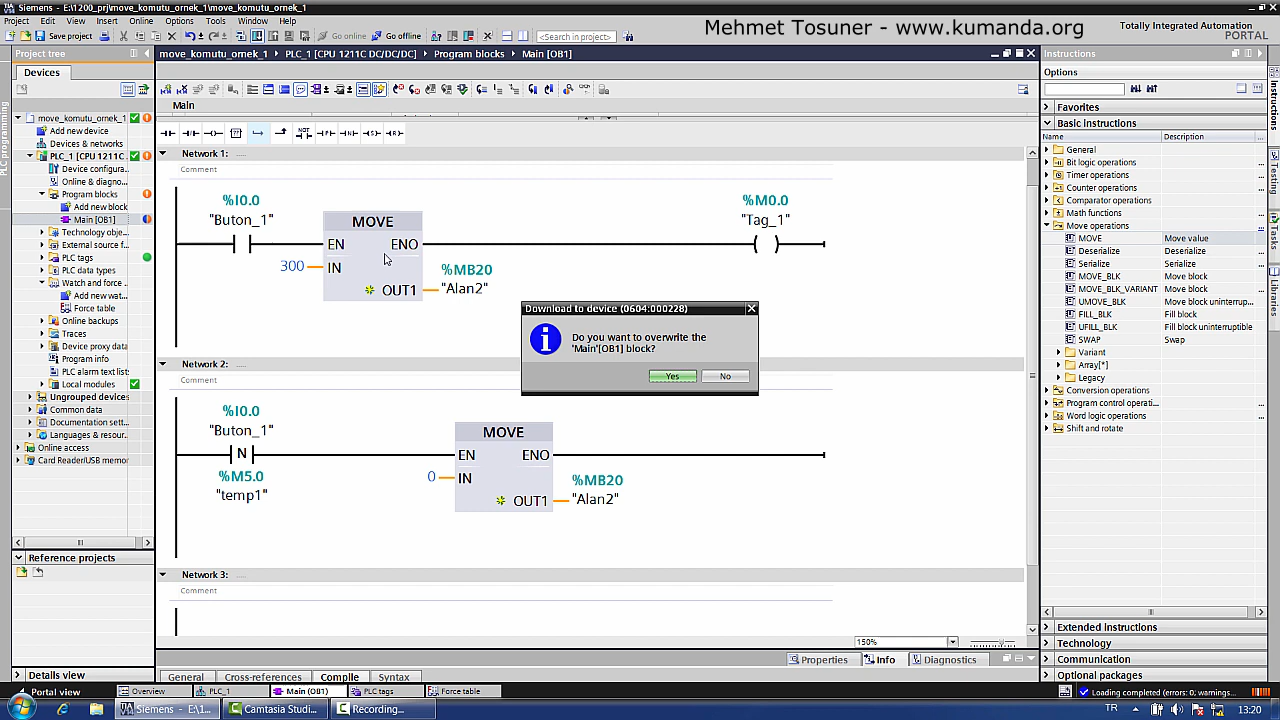 Siemens - E:\1200_prj\move_komutu_ornek_1\move_komutu_ornek_1
Mehmet Tosuner - www.kumanda.org
Edit View Insert Online Options Tools Window Help
Totally Integrated Automation
PORTAL
Save project
Go online
Go offline
<Search in project>
Project tree
move_komutu_ornek_1 PLC_1 [CPU 1211C DC/DC/DC] Program blocks Main [OB1]
Instructions
Devices
Options
Main
Favorites
Basic instructions
Name Description
move_komutu_ornek_1
Add new device
Devices & networks
PLC_1 [CPU 1211C ...
Device configura...
Online & diagno...
Program blocks
Add new block
Main [OB1]
Technology obje...
External source f...
PLC tags
PLC data types
Watch and force ...
Add new wat...
Force table
Online backups
Traces
Device proxy data
Program info
PLC alarm text lists
Local modules
Ungrouped devices
Common data
Documentation sett...
Languages & resour...
Online access
Card Reader/USB memor
Reference projects
Details view
Portal view
Network 1: .....
Comment
%I0.0
"Buton_1"
MOVE
EN ENO
300 IN
OUT1
%MB20
"Alan2"
%M0.0
"Tag_1"
Download to device (0604:000228)
Do you want to overwrite the
'Main'[OB1] block?
Yes No
Network 2: .....
Comment
%I0.0
"Buton_1"
N
%M5.0
"temp1"
MOVE
EN ENO
0 IN
OUT1
%MB20
"Alan2"
Network 3: .....
Comment
150%
Properties Info Diagnostics
General Cross-references Compile Syntax
General
Bit logic operations ...
Timer operations ...
Counter operations ...
Comparator operations ...
Math functions ...
Move operations ...
MOVE Move value
Deserialize Deserialize
Serialize Serialize
MOVE_BLK Move block
MOVE_BLK_VARIANT Move block
UMOVE_BLK Move block uninterrup...
FILL_BLK Fill block
UFILL_BLK Fill block uninterruptible
SWAP Swap
Variant
Array[*]
Legacy
Conversion operations ...
Program control operati... ...
Word logic operations ...
Shift and rotate ...
Extended instructions
Technology
Communication
Optional packages
PLC programming
Instructions
Testing
Tasks
Libraries
Overview PLC_1 Main (OB1) PLC tags Force table
Loading completed (errors: 0; warnings...
Siemens - E:\1...
Camtasia Studi...
Recording...
TR 13:20